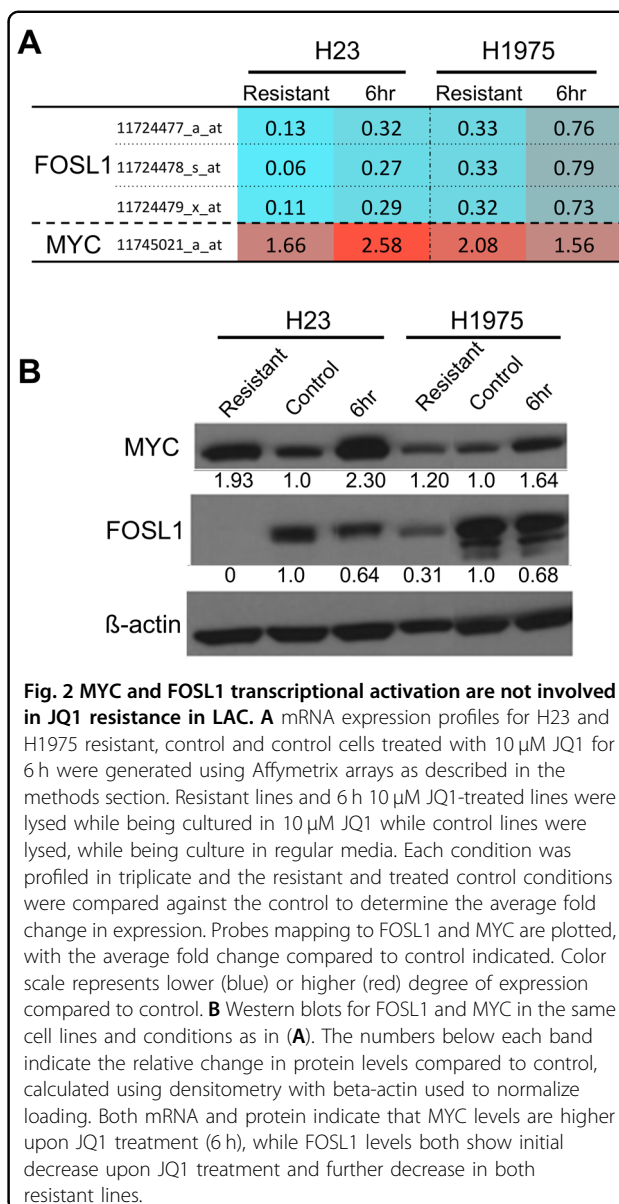 A
H23 H1975
Resistant 6hr Resistant 6hr
11724477_a_at 0.13 0.32 0.33 0.76
FOSL1 11724478_s_at 0.06 0.27 0.33 0.79
11724479_x_at 0.11 0.29 0.32 0.73
MYC 11745021_a_at 1.66 2.58 2.08 1.56
B
H23 H1975
Resistant Control 6hr Resistant Control 6hr
MYC
1.93 1.0 2.30 1.20 1.0 1.64
FOSL1
0 1.0 0.64 0.31 1.0 0.68
ß-actin
Fig. 2 MYC and FOSL1 transcriptional activation are not involved
in JQ1 resistance in LAC. A mRNA expression profiles for H23 and
H1975 resistant, control and control cells treated with 10 µM JQ1 for
6 h were generated using Affymetrix arrays as described in the
methods section. Resistant lines and 6 h 10 µM JQ1-treated lines were
lysed while being cultured in 10 µM JQ1 while control lines were
lysed, while being culture in regular media. Each condition was
profiled in triplicate and the resistant and treated control conditions
were compared against the control to determine the average fold
change in expression. Probes mapping to FOSL1 and MYC are plotted,
with the average fold change compared to control indicated. Color
scale represents lower (blue) or higher (red) degree of expression
compared to control. B Western blots for FOSL1 and MYC in the same
cell lines and conditions as in (A). The numbers below each band
indicate the relative change in protein levels compared to control,
calculated using densitometry with beta-actin used to normalize
loading. Both mRNA and protein indicate that MYC levels are higher
upon JQ1 treatment (6 h), while FOSL1 levels both show initial
decrease upon JQ1 treatment and further decrease in both
resistant lines.